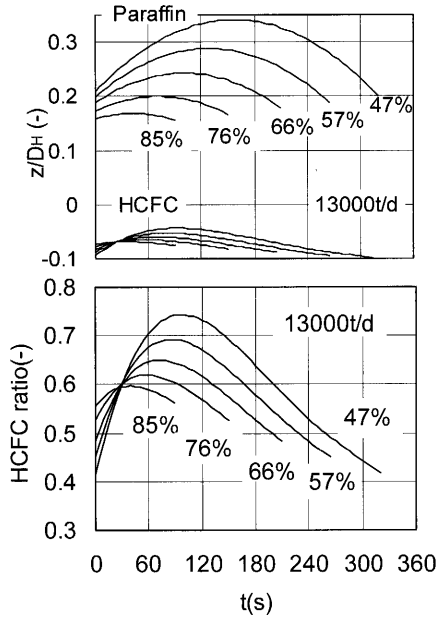 Paraffin
0.3
0.2
0.1
0
-0.1
z/DH (-)
85%
76%
66%
57%
47%
HCFC
13000t/d
0.8
0.7
0.6
0.5
0.4
0.3
HCFC ratio(-)
13000t/d
85%
76%
66%
57%
47%
0 60 120 180 240 300 360
t(s)